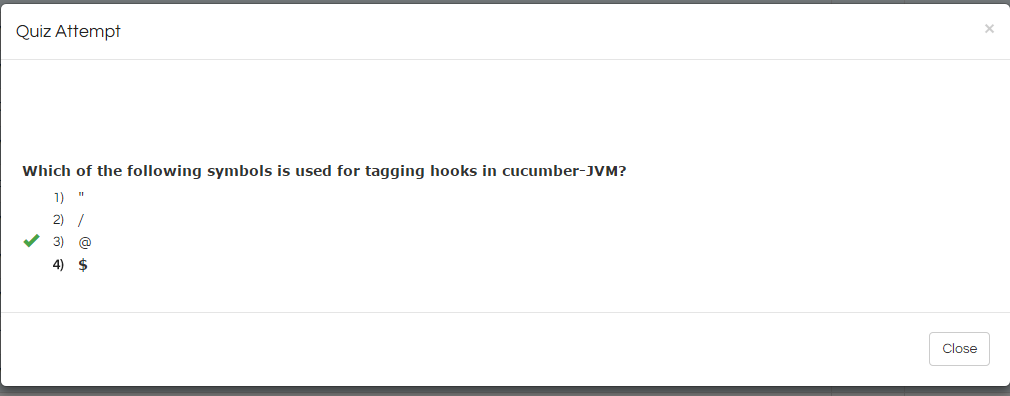 Quiz Attempt
×
Which of the following symbols is used for tagging hooks in cucumber-JVM?
1) "
2) /
3) @
4) $
Close